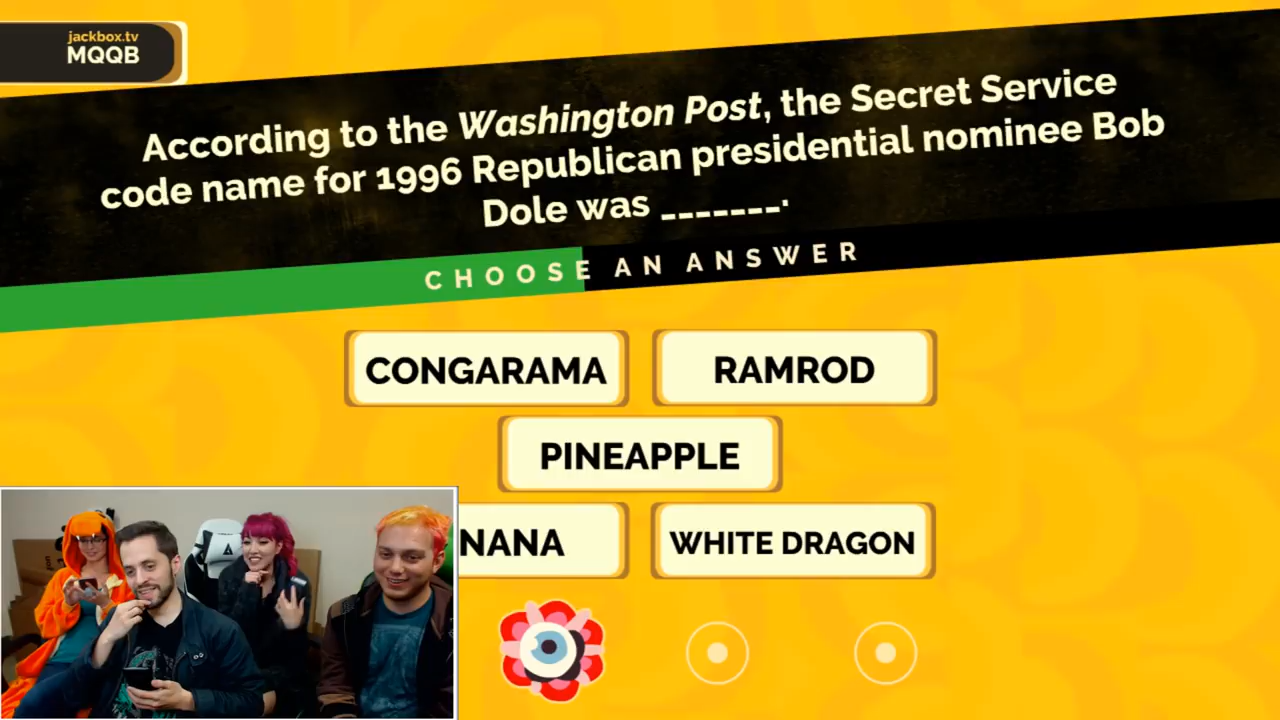 jackbox.tv
MQQB
According to the Washington Post, the Secret Service
code name for 1996 Republican presidential nominee Bob
Dole was _______.
CHOOSE AN ANSWER
CONGARAMA
RAMROD
PINEAPPLE
NANA
WHITE DRAGON